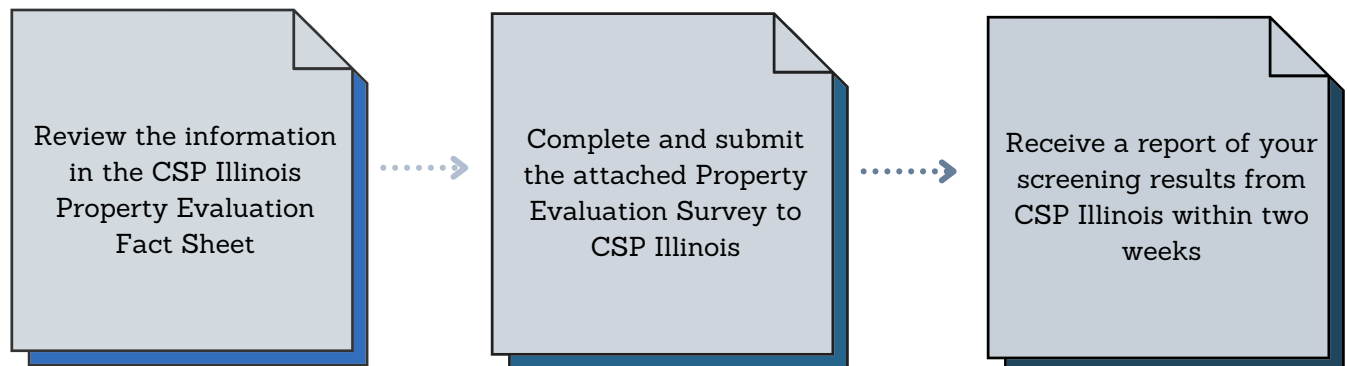 Review the information
in the CSP Illinois
Property Evaluation
Fact Sheet
Complete and submit
the attached Property
Evaluation Survey to
CSP Illinois
Receive a report of your
screening results from
CSP Illinois within two
weeks